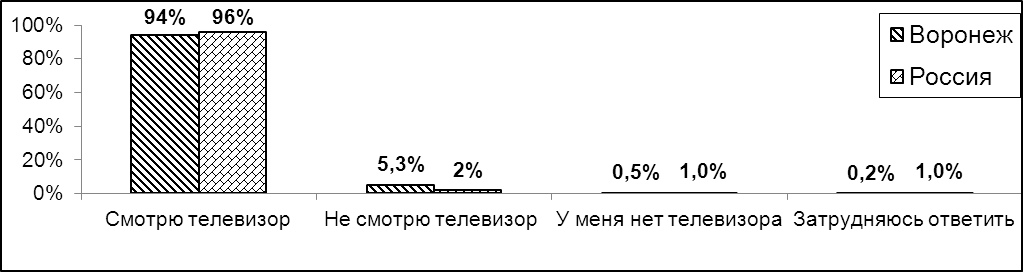 94% 96%
100%
80%
60%
40%
20%
0%
5,3% 2%
0,5% 1,0%
0,2% 1,0%
Смотрю телевизор
Не смотрю телевизор
У меня нет телевизора
Затрудняюсь ответить
Воронеж
Россия